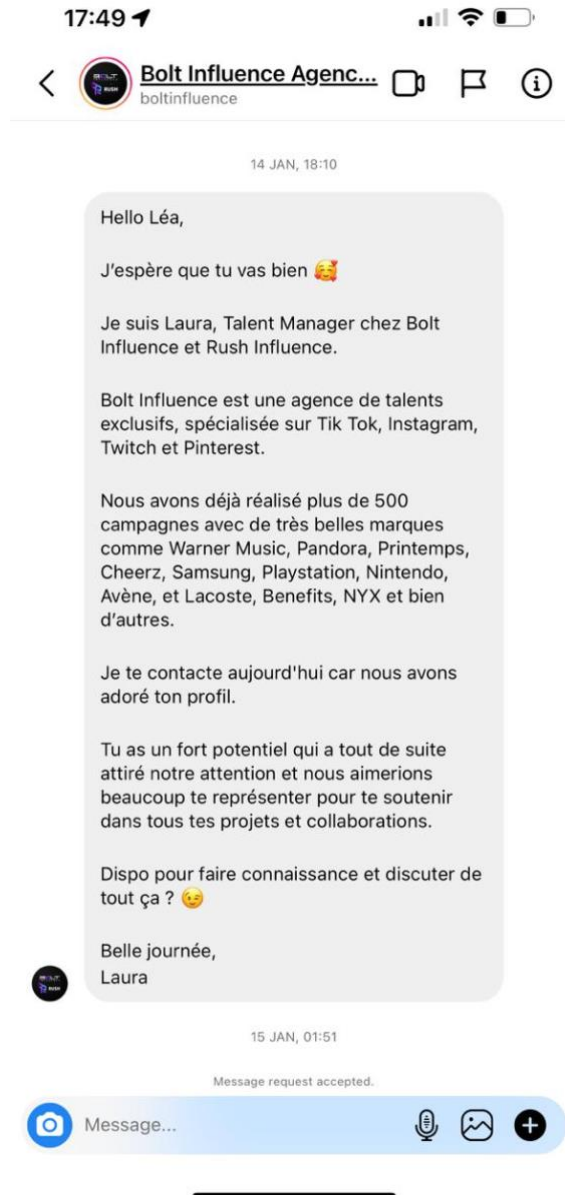 17:49
Bolt Influence Agenc...
boltinfluence
14 JAN, 18:10
Hello Léa,
J'espère que tu vas bien 🥰
Je suis Laura, Talent Manager chez Bolt
Influence et Rush Influence.
Bolt Influence est une agence de talents
exclusifs, spécialisée sur Tik Tok, Instagram,
Twitch et Pinterest.
Nous avons déjà réalisé plus de 500
campagnes avec de très belles marques
comme Warner Music, Pandora, Printemps,
Cheerz, Samsung, Playstation, Nintendo,
Avène, et Lacoste, Benefits, NYX et bien
d'autres.
Je te contacte aujourd'hui car nous avons
adoré ton profil.
Tu as un fort potentiel qui a tout de suite
attiré notre attention et nous aimerions
beaucoup te représenter pour te soutenir
dans tous tes projets et collaborations.
Dispo pour faire connaissance et discuter de
tout ça ? 😉
Belle journée,
Laura
15 JAN, 01:51
Message request accepted.
Message...